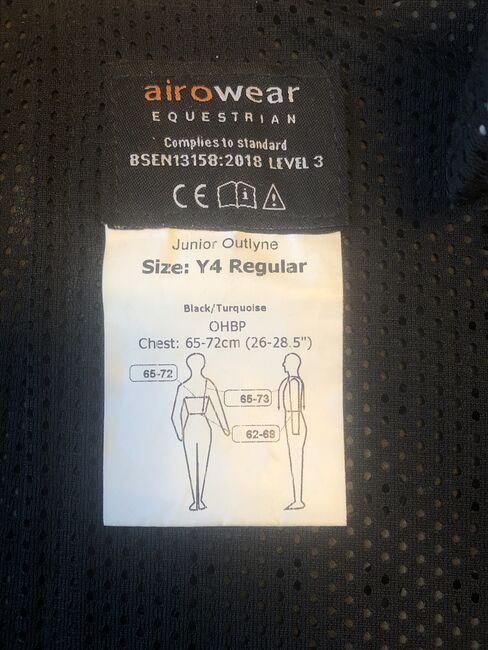 airowear
EQUESTRIAN
Complies to standard
BSEN13158:2018 LEVEL 3
CE
Junior Outlyne
Size: Y4 Regular
Black/Turquoise
OHBP
Chest: 65-72cm (26-28.5")
65-72
65-73
62-69